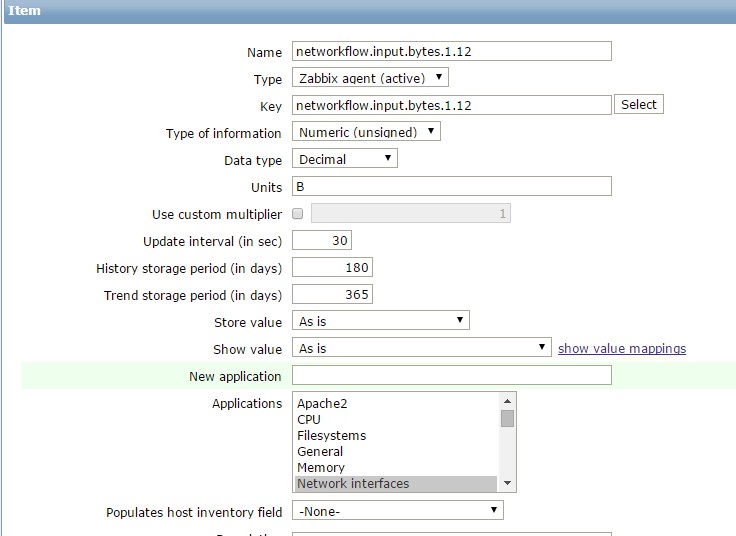 Item
Name networkflow.input.bytes.1.12
Type Zabbix agent (active)
Key networkflow.input.bytes.1.12 Select
Type of information Numeric (unsigned)
Data type Decimal
Units B
Use custom multiplier 1
Update interval (in sec) 30
History storage period (in days) 180
Trend storage period (in days) 365
Store value As is
Show value As is show value mappings
New application
Applications Apache2
CPU
Filesystems
General
Memory
Network interfaces
Populates host inventory field -None-